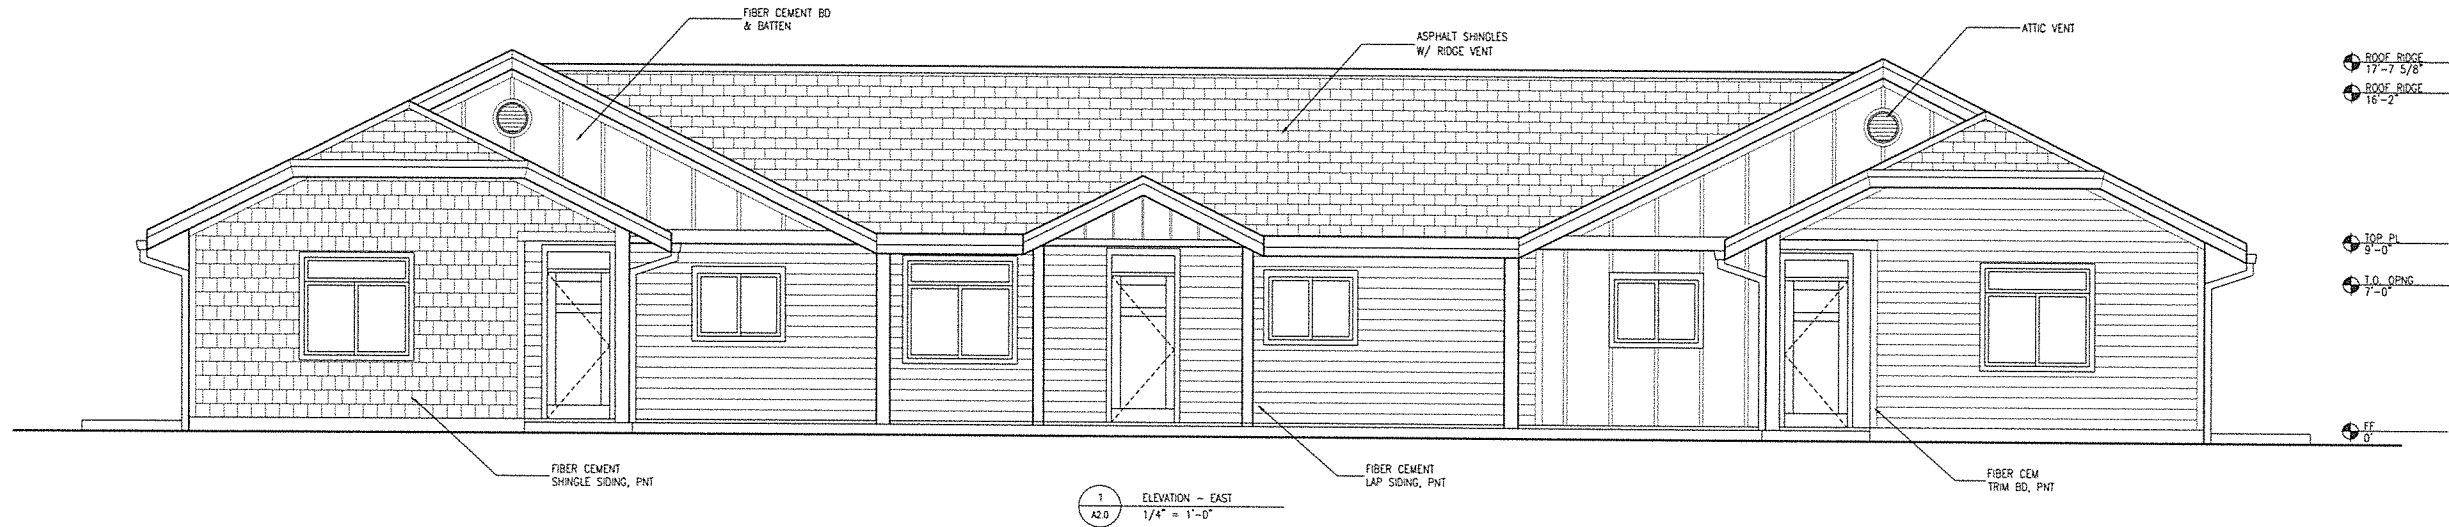 FIBER CEMENT BD
& BATTEN
ASPHALT SHINGLES
W/ RIDGE VENT
ATTIC VENT
ROOF RIDGE
17'-7 5/8"
ROOF RIDGE
16'-2"
TOP PL
9'-0"
T.O. OPNG
7'-0"
FF
0'
FIBER CEMENT
SHINGLE SIDING, PNT
FIBER CEMENT
LAP SIDING, PNT
FIBER CEM
TRIM BD, PNT
1
A2.0
ELEVATION - EAST
1/4" = 1'-0"